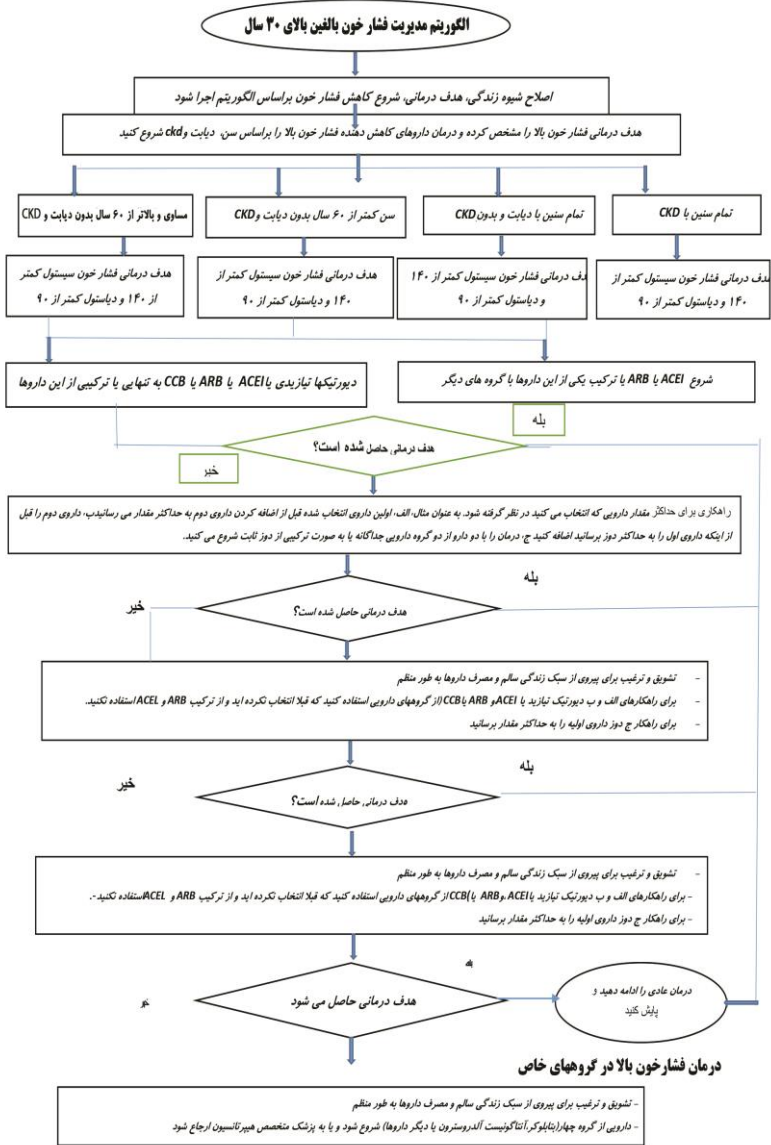 الگوریتم مدیریت فشار خون بالغین بالای ۳۰ سال
اصلاح شیوه زندگی، هدف درمانی، شروع کاهش فشار خون براساس الگوریتم اجرا شود
هدف درمانی فشار خون بالا را مشخص کرده و درمان داروهای کاهش دهنده فشار خون بالا را براساس سن، دیابت و ckd شروع کنید
تمام سنین با CKD
تمام سنین با دیابت و بدون CKD
سن کمتر از ۶۰ سال بدون دیابت و CKD
مساوی و بالاتر از ۶۰ سال بدون دیابت و CKD
هدف درمانی فشار خون سیستول کمتر از
۱۴۰ و دیاستول کمتر از ۹۰
دف درمانی فشار خون سیستول کمتر از ۱۴۰
و دیاستول کمتر از ۹۰
هدف درمانی فشار خون سیستول کمتر از
۱۴۰ و دیاستول کمتر از ۹۰
هدف درمانی فشار خون سیستول کمتر
از ۱۴۰ و دیاستول کمتر از ۹۰
شروع ACEI یا ARB یا ترکیب یکی از این داروها با گروه های دیگر
دیورتیکها تیازیدی یا ACEI یا ARB یا CCB به تنهایی یا ترکیبی از این داروها
بله
هدف درمانی حاصل شده است؟
خیر
راهکاری برای حداکثر مقدار دارویی که انتخاب می کنید در نظر گرفته شود. به عنوان مثال، الف، اولین داروی انتخاب شده قبل از اضافه کردن داروی دوم به حداکثر مقدار می رسانیدب، داروی دوم را قبل
از اینکه داروی اول را به حداکثر دوز برسانید اضافه کنید ج، درمان را با دو دارو از دو گروه دارویی جداگانه یا به صورت ترکیبی از دوز ثابت شروع می کنید.
بله
هدف درمانی حاصل شده است؟
خیر
- تشویق و ترغیب برای پیروی از سبک زندگی سالم و مصرف داروها به طور منظم
- برای راهکارهای الف و ب دیورتیک تیازید یا ACEI و ARB یا CCB (از گروههای دارویی استفاده کنید که قبلا انتخاب نکرده اید و از ترکیب ARB و ACEL استفاده نکنید.
- برای راهکار ج دوز داروی اولیه را به حداکثر مقدار برسانید
بله
ه‍دف درمانی حاصل شده است؟
خیر
- تشویق و ترغیب برای پیروی از سبک زندگی سالم و مصرف داروها به طور منظم
- برای راهکارهای الف و ب دیورتیک تیازید یا ACEI، و ARB یا)CCB از گروههای دارویی استفاده کنید که قبلا انتخاب نکرده اید و از ترکیب ARB و ACEL استفاده نکنید -.
- برای راهکار ج دوز داروی اولیه را به حداکثر مقدار برسانید
بله
هدف درمانی حاصل می شود
خیر
درمان عادی را ادامه دهید و
پایش کنید
درمان فشارخون بالا در گروههای خاص
- تشویق و ترغیب برای پیروی از سبک زندگی سالم و مصرف داروها به طور منظم
- دارویی از گروه چهار(بتابلوکر،آنتاگونیست آلدروسترون یا دیگر داروها) شروع شود و یا به پزشک متخصص هیپرتانسیون ارجاع شود